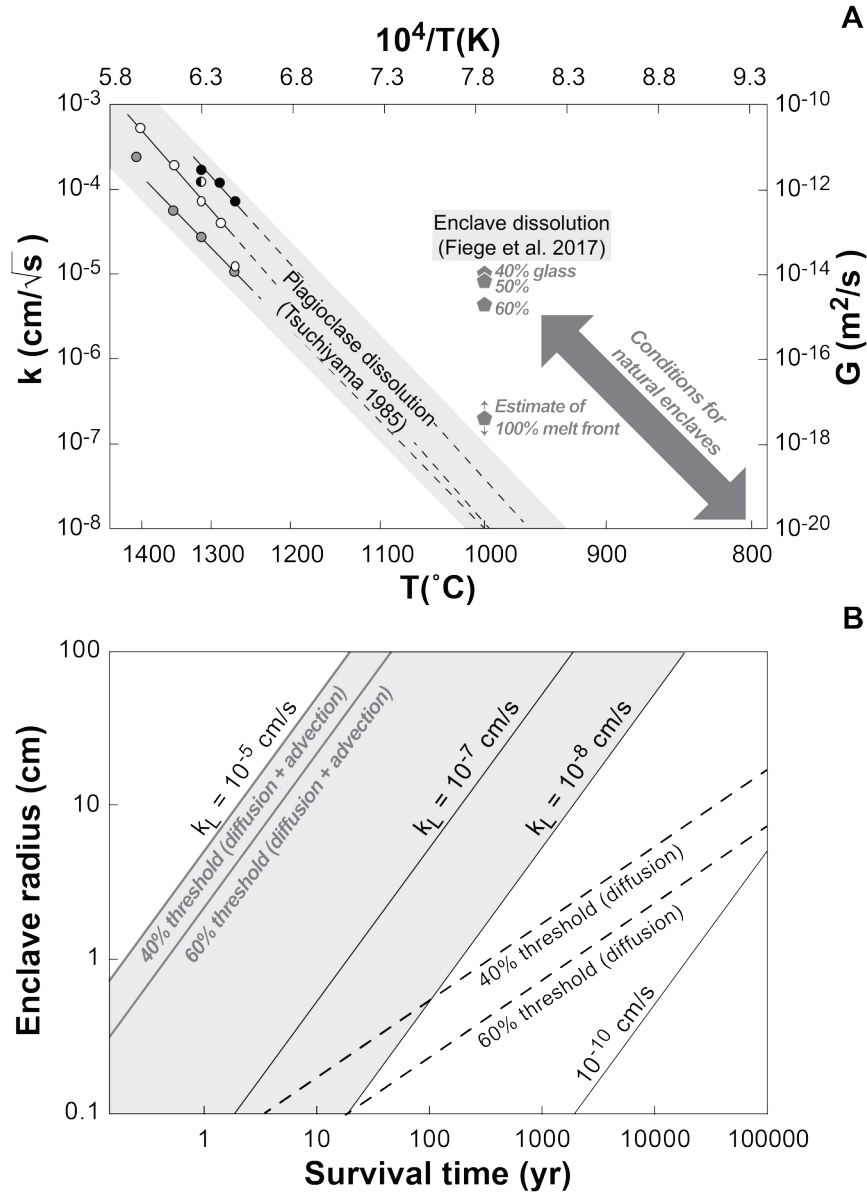 A
10⁴/T(K)
5.8 6.3 6.8 7.3 7.8 8.3 8.8 9.3
10⁻³ 10⁻¹⁰
10⁻⁴ 10⁻¹²
10⁻⁵ 10⁻¹⁴
10⁻⁶ 10⁻¹⁶
10⁻⁷ 10⁻¹⁸
10⁻⁸ 10⁻²⁰
k (cm/√s)
G (m²/s)
Enclave dissolution
(Fiege et al. 2017)
40% glass
50%
60%
Estimate of
100% melt front
Plagioclase dissolution
(Tsuchiyama 1985)
Conditions for
natural enclaves
1400 1300 1200 1100 1000 900 800
T(˚C)
B
100
10
1
0.1
Enclave radius (cm)
k_L = 10⁻⁵ cm/s
40% threshold (diffusion + advection)
60% threshold (diffusion + advection)
k_L = 10⁻⁷ cm/s
k_L = 10⁻⁸ cm/s
40% threshold (diffusion)
60% threshold (diffusion)
10⁻¹⁰ cm/s
1 10 100 1000 10000 100000
Survival time (yr)